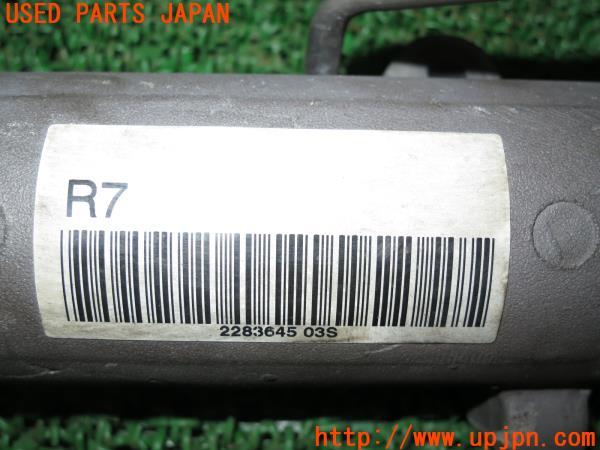 USED PARTS JAPAN
R7
2283645 03S
http://www.upjpn.com